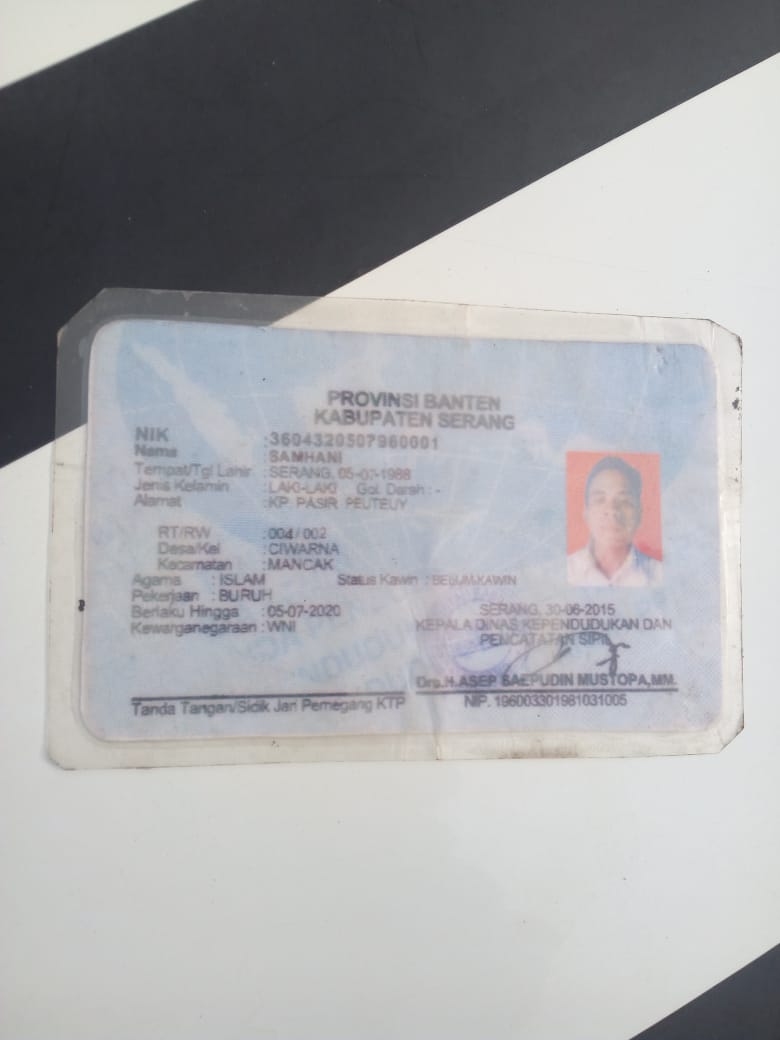 PROVINSI BANTEN
KABUPATEN SERANG
NIK :3604320507960001
Nama :SAMHANI
Tempat/Tgl Lahir :SERANG, 05-07-1988
Jenis Kelamin :LAKI-LAKI Gol. Darah : -
Alamat :KP PASIR PEUTEUY
RT/RW :004/002
Desa/Kel :CIWARNA
Kecamatan :MANCAK
Agama : ISLAM Status Kawin : BELUM KAWIN
Pekerjaan : BURUH
Berlaku Hingga :05-07-2020
Kewarganegaraan : WNI
SERANG, 30-06-2015
KEPALA DINAS KEPENDUDUKAN DAN
PENCATATAN SIPIL
Drs.H.ASEP SAEPUDIN MUSTOPA,MM.
NIP. 196003301981031005
Tanda Tangan/Sidik Jari Pemegang KTP